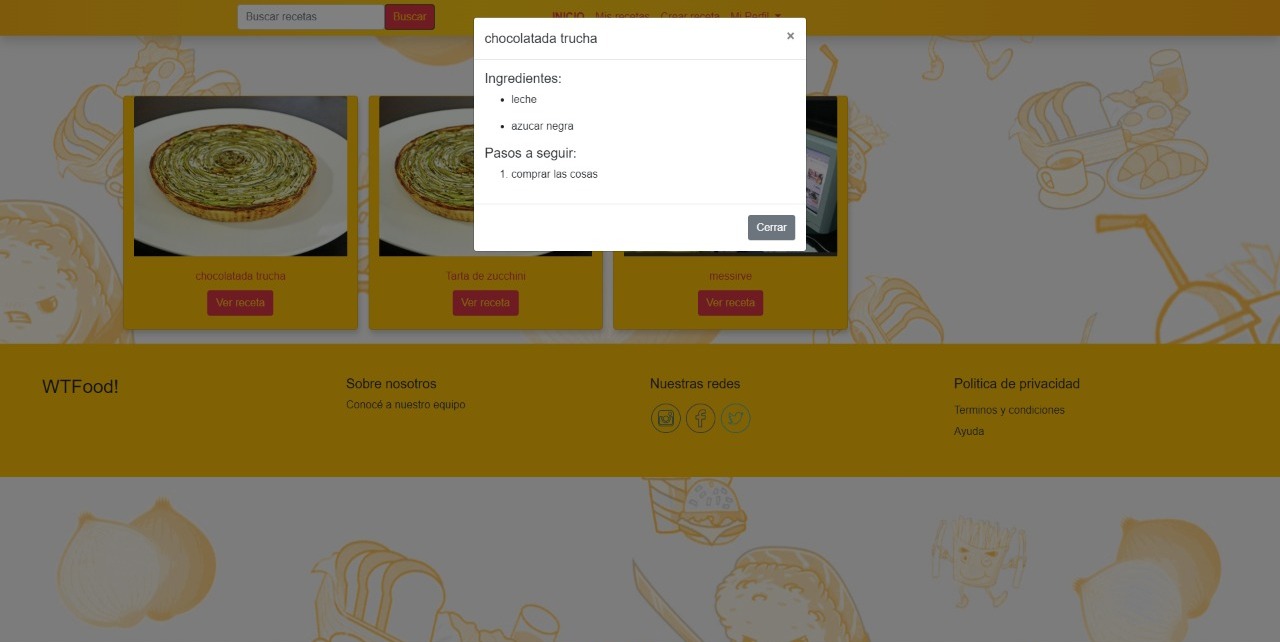 Buscar recetas Buscar INICIO Mis recetas Crear receta Mi Perfil
chocolatada trucha ×
Ingredientes:
leche
azucar negra
Pasos a seguir:
1. comprar las cosas
Cerrar
chocolatada trucha
Ver receta
Tarta de zucchini
Ver receta
messirve
Ver receta
WTFood!
Sobre nosotros
Conocé a nuestro equipo
Nuestras redes
Politica de privacidad
Terminos y condiciones
Ayuda